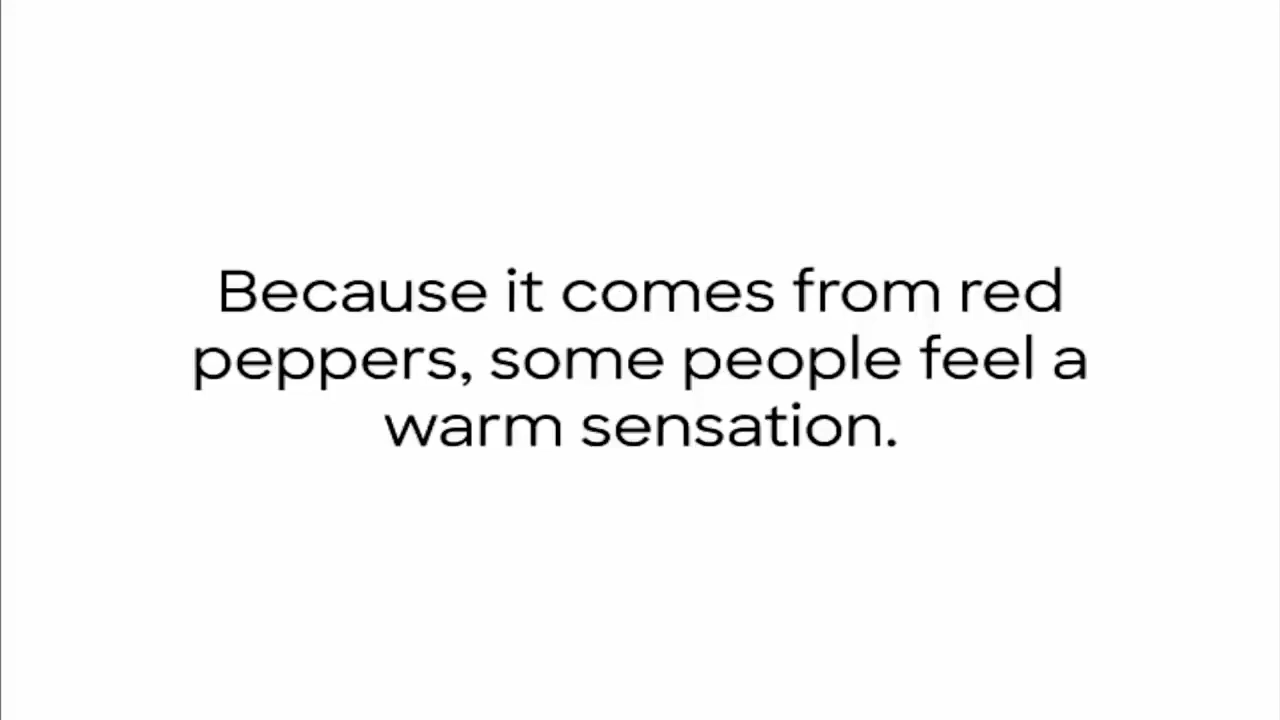 Because it comes from red
peppers, some people feel a
warm sensation.